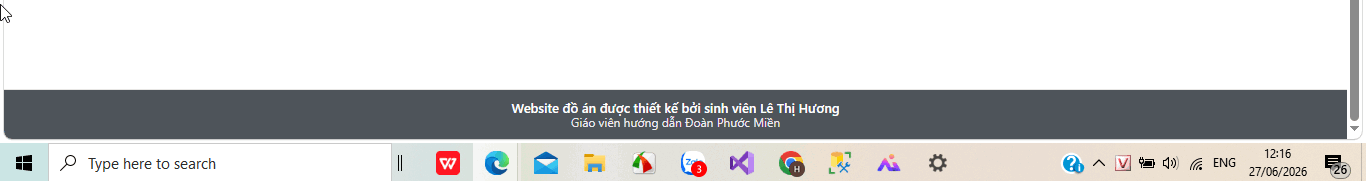 Website đồ án được thiết kế bởi sinh viên Lê Thị Hương
Giáo viên hướng dẫn Đoàn Phước Miền
Type here to search
W
Zalo
3
H
V
ENG
12:16
27/06/2026
26